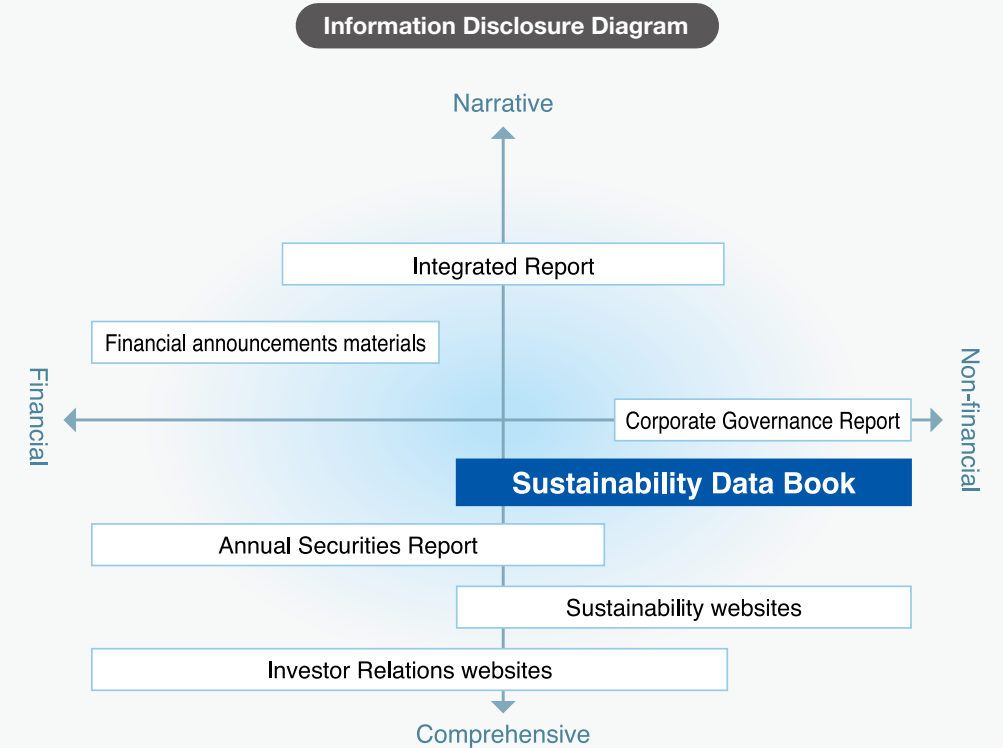 Information Disclosure Diagram
Narrative
Integrated Report
Financial announcements materials
Financial
Non-financial
Corporate Governance Report
Sustainability Data Book
Annual Securities Report
Sustainability websites
Investor Relations websites
Comprehensive